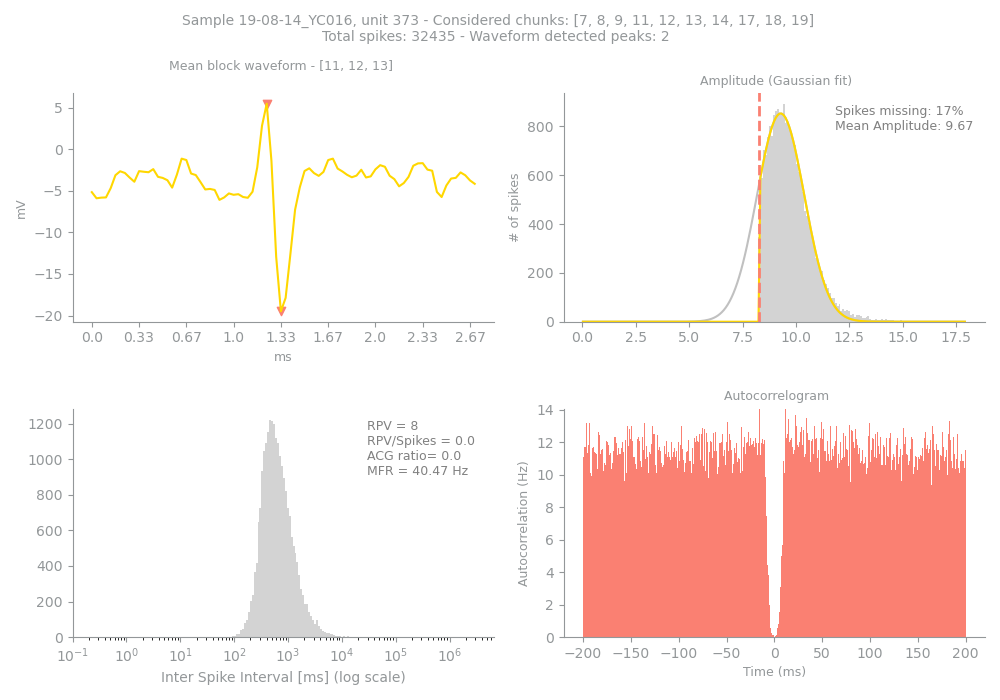 Sample 19-08-14_YC016, unit 373 - Considered chunks: [7, 8, 9, 11, 12, 13, 14, 17, 18, 19]
Total spikes: 32435 - Waveform detected peaks: 2
Mean block waveform - [11, 12, 13]
5
0
−5
−10
−15
−20
mV
0.0 0.33 0.67 1.0 1.33 1.67 2.0 2.33 2.67
ms
Amplitude (Gaussian fit)
Spikes missing: 17%
Mean Amplitude: 9.67
800
600
400
200
0
# of spikes
0.0 2.5 5.0 7.5 10.0 12.5 15.0 17.5
RPV = 8
RPV/Spikes = 0.0
ACG ratio= 0.0
MFR = 40.47 Hz
1200
1000
800
600
400
200
0
10⁻¹ 10⁰ 10¹ 10² 10³ 10⁴ 10⁵ 10⁶
Inter Spike Interval [ms] (log scale)
Autocorrelogram
14
12
10
8
6
4
2
0
Autocorrelation (Hz)
−200 −150 −100 −50 0 50 100 150 200
Time (ms)